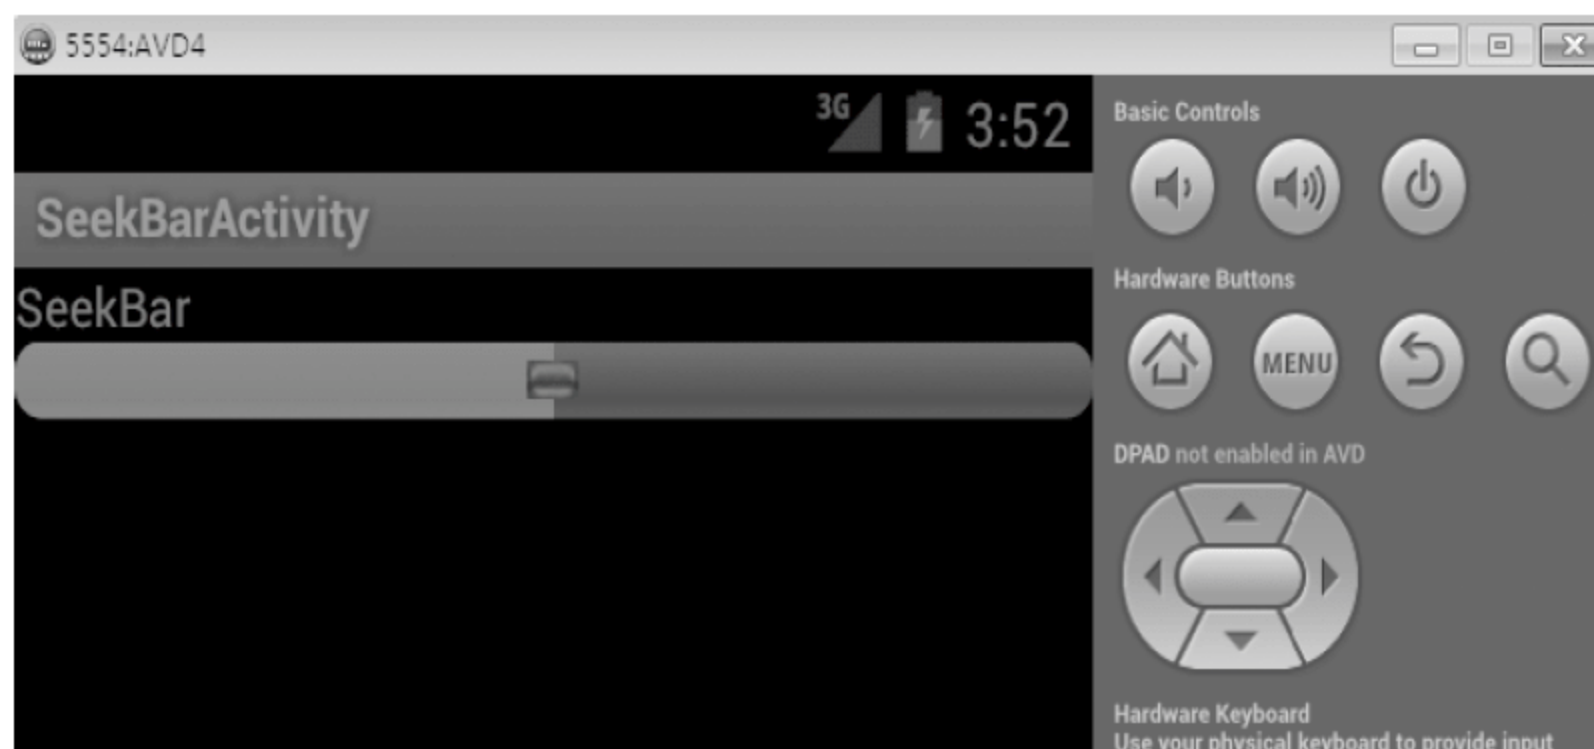 5554:AVD4
3G 3:52
SeekBarActivity
SeekBar
Basic Controls
Hardware Buttons
MENU
DPAD not enabled in AVD
Hardware Keyboard
Use your physical keyboard to provide input